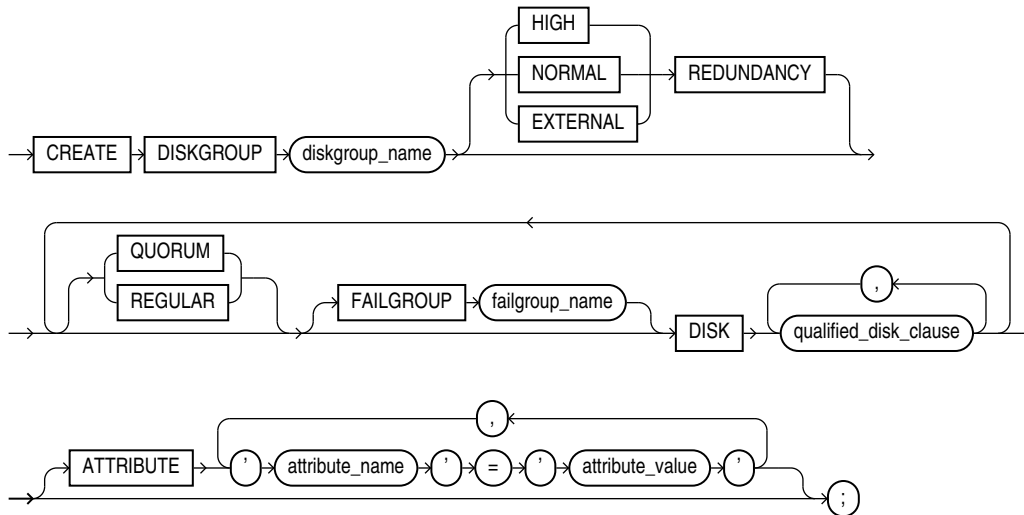 HIGH
NORMAL REDUNDANCY
EXTERNAL
CREATE DISKGROUP diskgroup_name
QUORUM
REGULAR FAILGROUP failgroup_name ,
DISK qualified_disk_clause
,
ATTRIBUTE ' attribute_name ' = ' attribute_value '
;